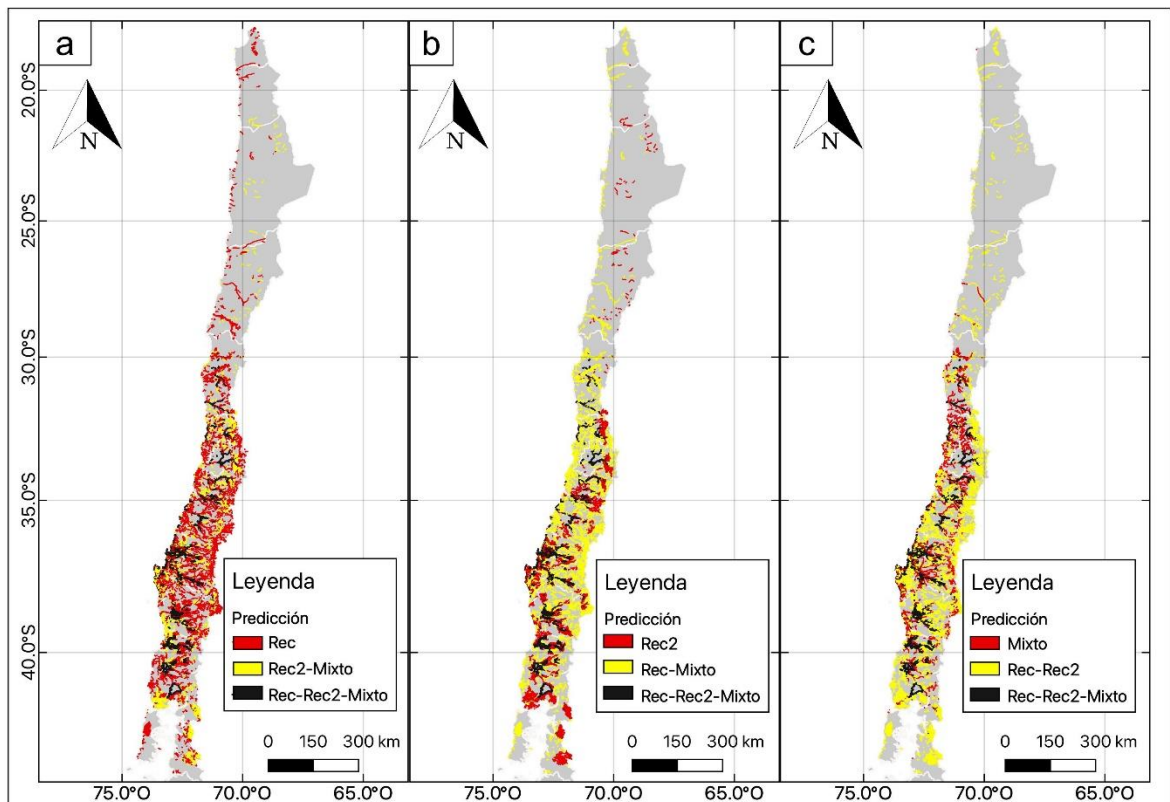 a
b
c
N
N
N
20.0°S
25.0°S
30.0°S
35.0°S
40.0°S
Leyenda
Predicción
Rec
Rec2-Mixto
Rec-Rec2-Mixto
0 150 300 km
Leyenda
Predicción
Rec2
Rec-Mixto
Rec-Rec2-Mixto
0 150 300 km
Leyenda
Predicción
Mixto
Rec-Rec2
Rec-Rec2-Mixto
0 150 300 km
75.0°O 70.0°O 65.0°O
75.0°O 70.0°O 65.0°O
75.0°O 70.0°O 65.0°O